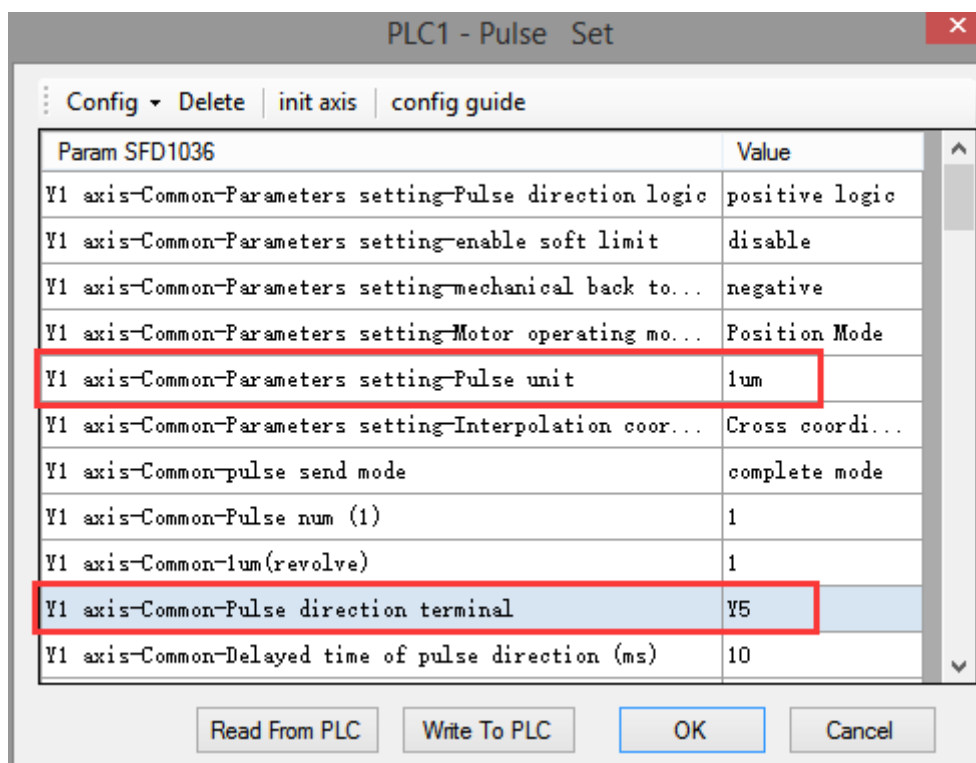 PLC1 - Pulse Set
Config Delete init axis config guide
Param SFD1036 Value
Y1 axis-Common-Parameters setting-Pulse direction logic positive logic
Y1 axis-Common-Parameters setting-enable soft limit disable
Y1 axis-Common-Parameters setting-mechanical back to... negative
Y1 axis-Common-Parameters setting-Motor operating mo... Position Mode
Y1 axis-Common-Parameters setting-Pulse unit 1um
Y1 axis-Common-Parameters setting-Interpolation coor... Cross coordi...
Y1 axis-Common-pulse send mode complete mode
Y1 axis-Common-Pulse num (1) 1
Y1 axis-Common-1um(revolve) 1
Y1 axis-Common-Pulse direction terminal Y5
Y1 axis-Common-Delayed time of pulse direction (ms) 10
Read From PLC Write To PLC OK Cancel